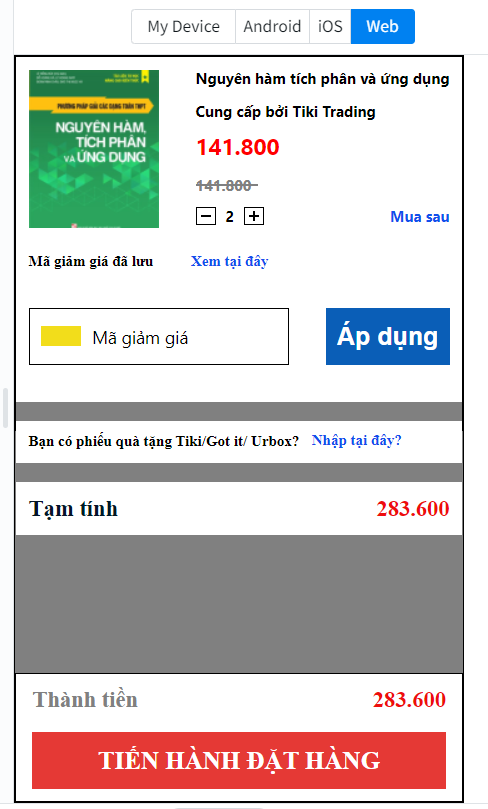 My Device Android iOS Web
PHƯƠNG PHÁP GIẢI CÁC DẠNG TOÁN THPT
NGUYÊN HÀM,
TÍCH PHÂN
VÀ ỨNG DỤNG
Nguyên hàm tích phân và ứng dụng
Cung cấp bởi Tiki Trading
141.800
141.800
2
Mua sau
Mã giảm giá đã lưu Xem tại đây
Mã giảm giá
Áp dụng
Bạn có phiếu quà tặng Tiki/Got it/ Urbox? Nhập tại đây?
Tạm tính 283.600
Thành tiền 283.600
TIẾN HÀNH ĐẶT HÀNG